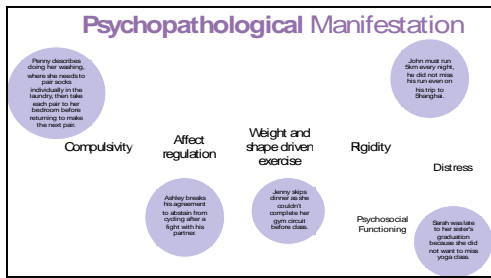 Psychopathological Manifestation
Penny describes
doing her washing,
where she needs to
pair socks
individually in the
laundry, then take
each pair to her
bedroom before
returning to make
the next pair.
John must run
5km every night,
he did not miss
his run even on
his trip to
Shanghai.
Compulsivity
Affect
regulation
Weight and
shape driven
exercise
Rigidity
Distress
Ashley breaks
his agreement
to abstain from
cycling after a
fight with his
partner.
Jenny skips
dinner as she
couldn't
complete her
gym circuit
before class.
Psychosocial
Functioning
Sarah was late
to her sister's
graduation
because she did
not want to miss
yoga class.